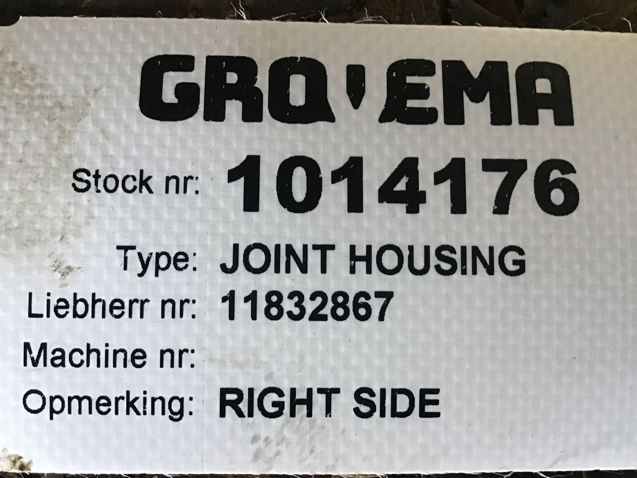 GROEMA
Stock nr: 1014176
Type: JOINT HOUSING
Liebherr nr: 11832867
Machine nr:
Opmerking: RIGHT SIDE